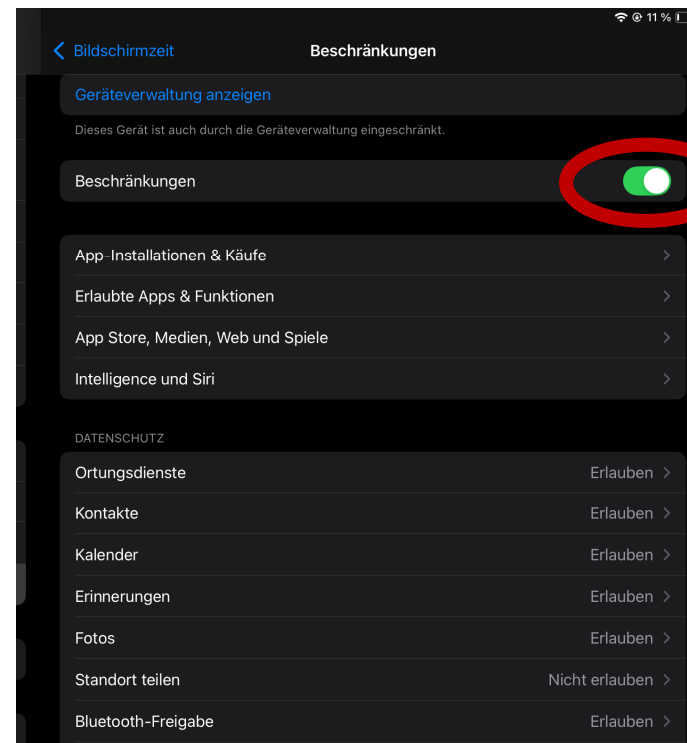 11 %
Bildschirmzeit
Beschränkungen
Geräteverwaltung anzeigen
Dieses Gerät ist auch durch die Geräteverwaltung eingeschränkt.
Beschränkungen
App-Installationen & Käufe
Erlaubte Apps & Funktionen
App Store, Medien, Web und Spiele
Intelligence und Siri
DATENSCHUTZ
Ortungsdienste Erlauben
Kontakte Erlauben
Kalender Erlauben
Erinnerungen Erlauben
Fotos Erlauben
Standort teilen Nicht erlauben
Bluetooth-Freigabe Erlauben